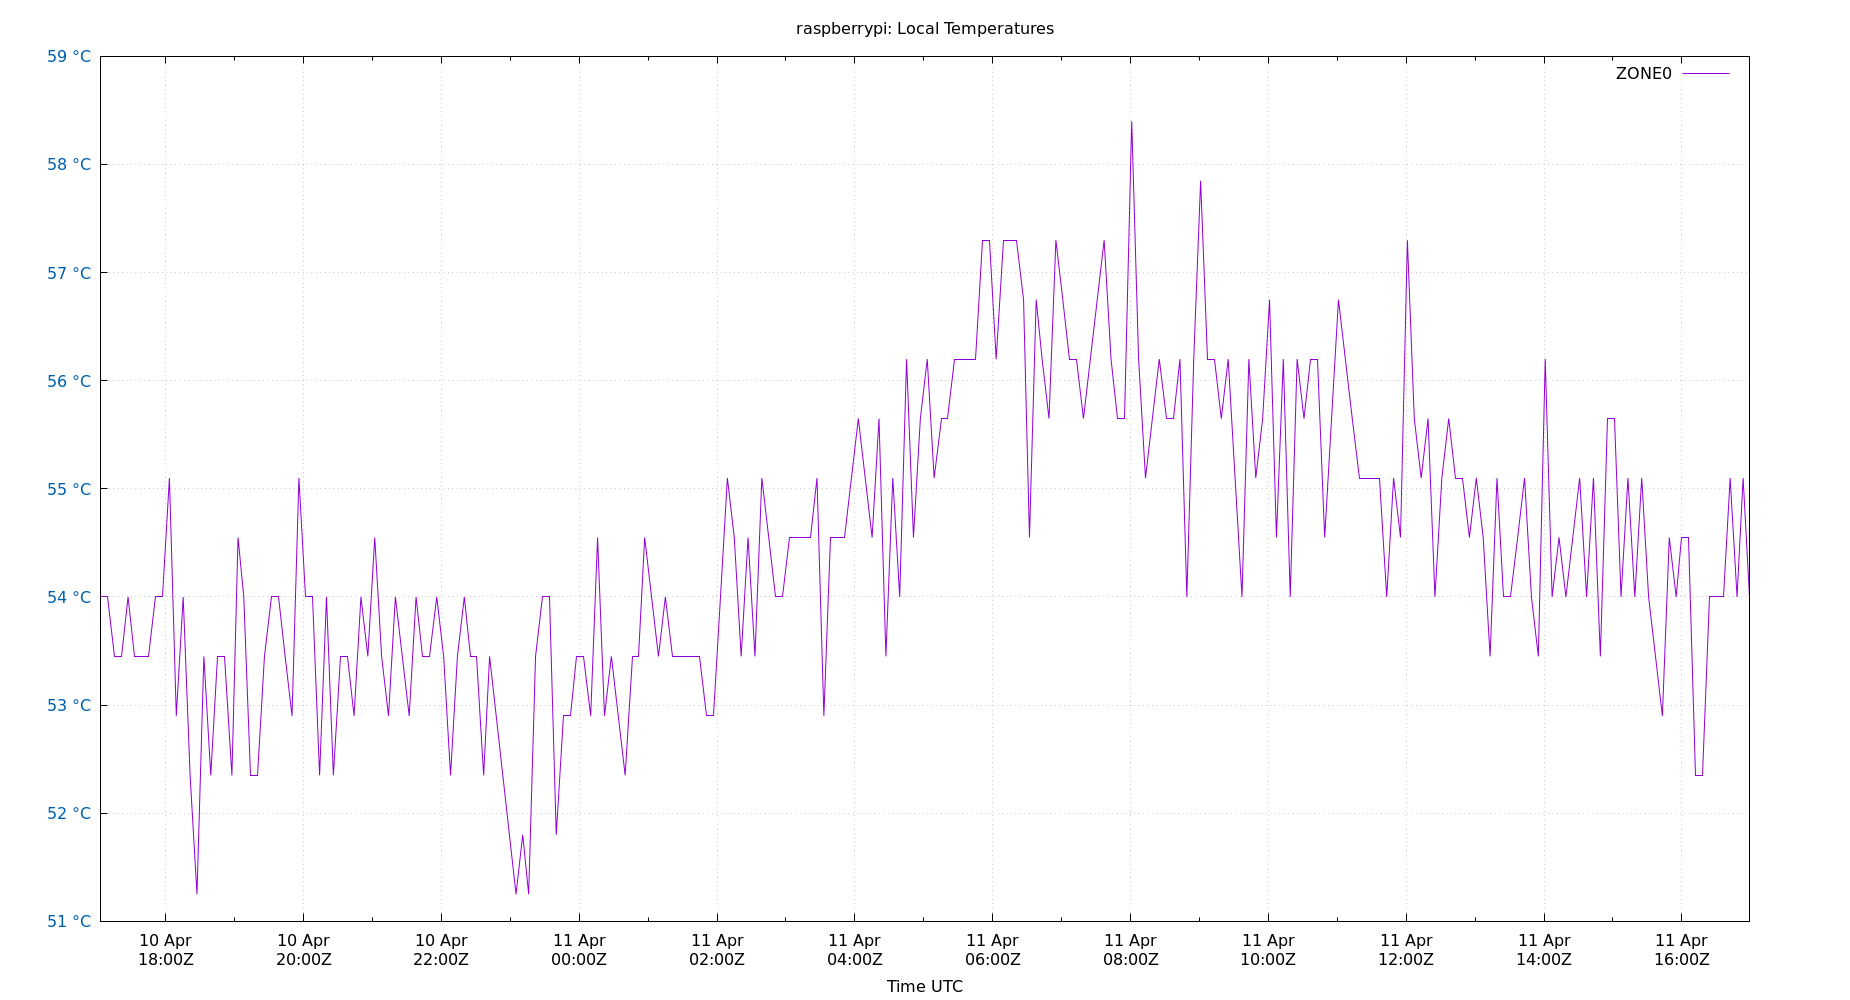 raspberrypi: Local Temperatures
59 °C
ZONE0
58 °C
57 °C
56 °C
55 °C
54 °C
53 °C
52 °C
51 °C
10 Apr 10 Apr 10 Apr 11 Apr 11 Apr 11 Apr 11 Apr 11 Apr 11 Apr 11 Apr 11 Apr 11 Apr
18:00Z 20:00Z 22:00Z 00:00Z 02:00Z 04:00Z 06:00Z 08:00Z 10:00Z 12:00Z 14:00Z 16:00Z
Time UTC